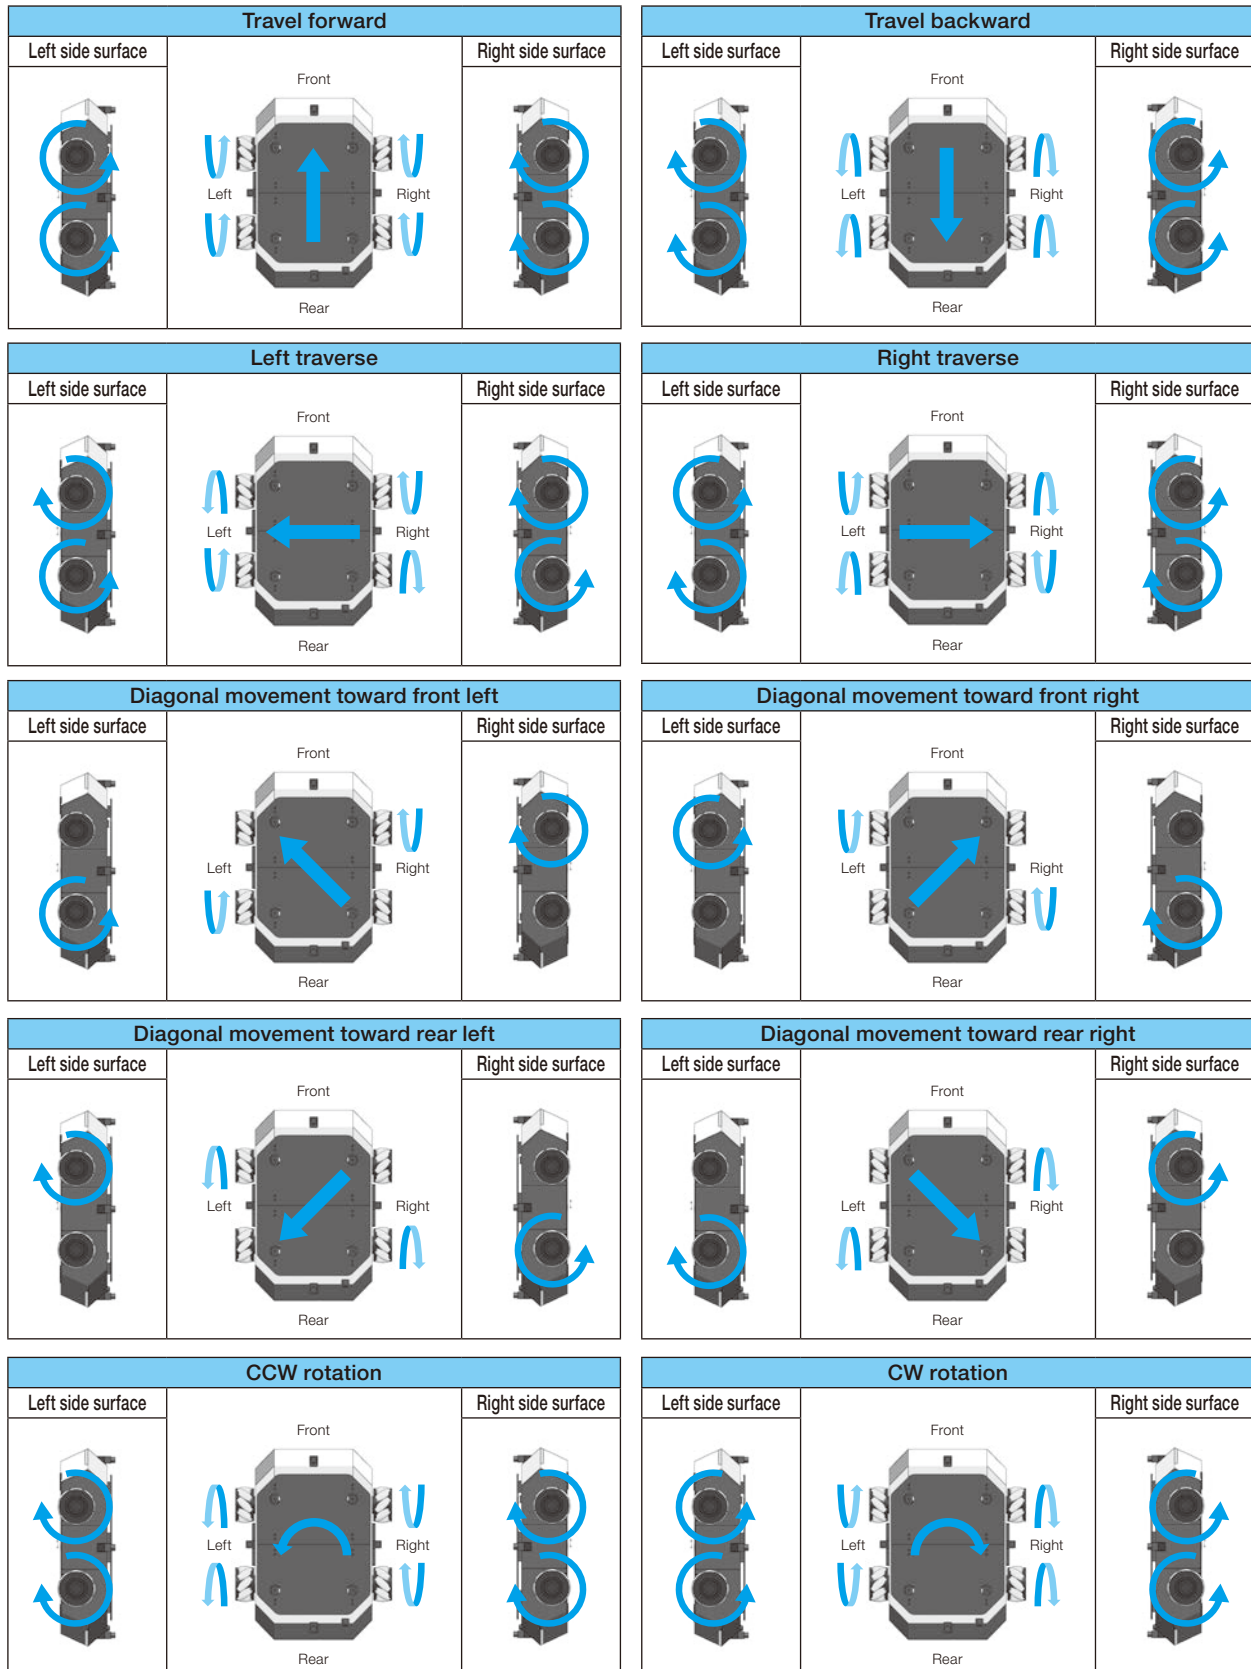 Travel forward
Left side surface
Right side surface
Front
Left
Right
Rear
Travel backward
Left side surface
Right side surface
Front
Left
Right
Rear
Left traverse
Left side surface
Right side surface
Front
Left
Right
Rear
Right traverse
Left side surface
Right side surface
Front
Left
Right
Rear
Diagonal movement toward front left
Left side surface
Right side surface
Front
Left
Right
Rear
Diagonal movement toward front right
Left side surface
Right side surface
Front
Left
Right
Rear
Diagonal movement toward rear left
Left side surface
Right side surface
Front
Left
Right
Rear
Diagonal movement toward rear right
Left side surface
Right side surface
Front
Left
Right
Rear
CCW rotation
Left side surface
Right side surface
Front
Left
Right
Rear
CW rotation
Left side surface
Right side surface
Front
Left
Right
Rear